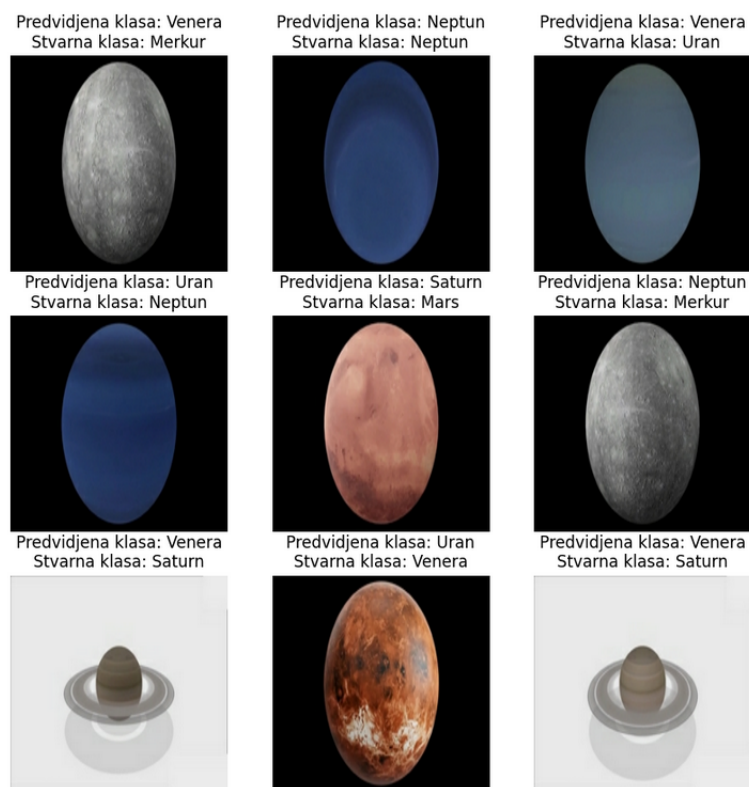 Predvidjena klasa: Venera
Stvarna klasa: Merkur
Predvidjena klasa: Neptun
Stvarna klasa: Neptun
Predvidjena klasa: Venera
Stvarna klasa: Uran
Predvidjena klasa: Uran
Stvarna klasa: Neptun
Predvidjena klasa: Saturn
Stvarna klasa: Mars
Predvidjena klasa: Neptun
Stvarna klasa: Merkur
Predvidjena klasa: Venera
Stvarna klasa: Saturn
Predvidjena klasa: Uran
Stvarna klasa: Venera
Predvidjena klasa: Venera
Stvarna klasa: Saturn